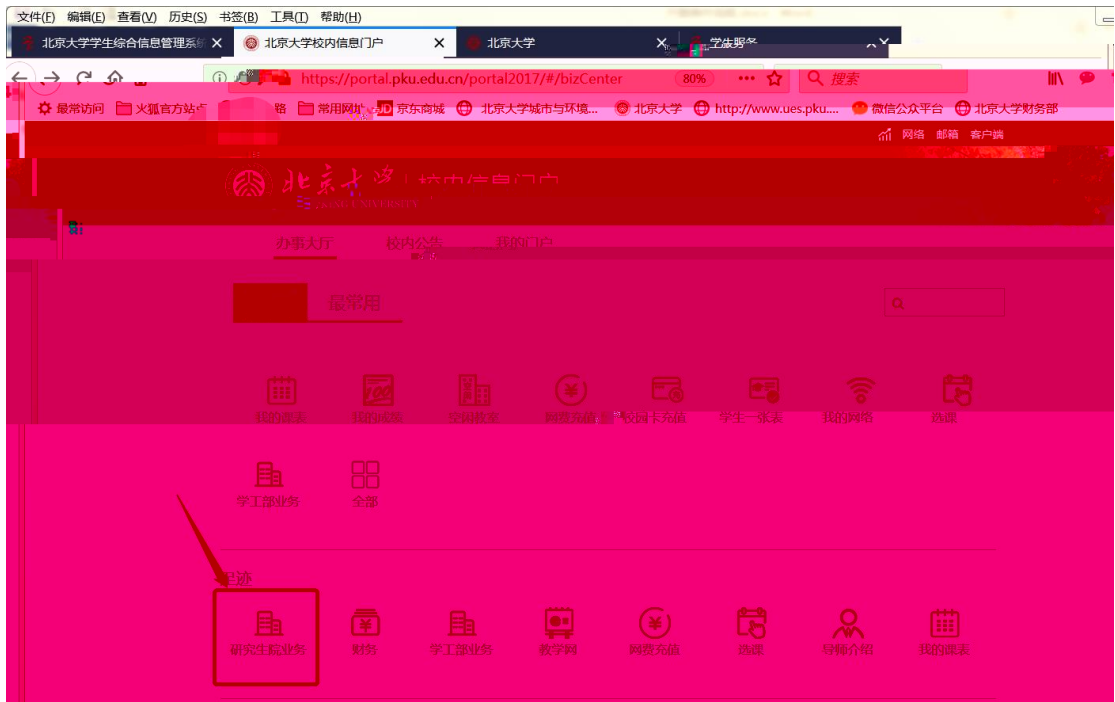 文件(F) 编辑(E) 查看(V) 历史(S) 书签(B) 工具(T) 帮助(H)
北京大学学生综合信息管理系统 北京大学校内信息门户 北京大学
https://portal.pku.edu.cn/portal2017/#/bizCenter 80% 搜索
最常访问 火狐官方站点 常用网址 JD 京东商城 北京大学城市与环境... 北京大学 http://www.ues.pku.... 微信公众平台 北京大学财务部
网络 邮箱 客户端
北京大学 校内信息门户
办事大厅 校内公告 我的门户
最常用
我的课表 我的成绩 空闲教室 网费充值 校园卡充值 学生一张表 我的网络 选课
学工部业务 全部
足迹
研究生院业务 财务 学工部业务 教学网 网费充值 选课 导师介绍 我的课表